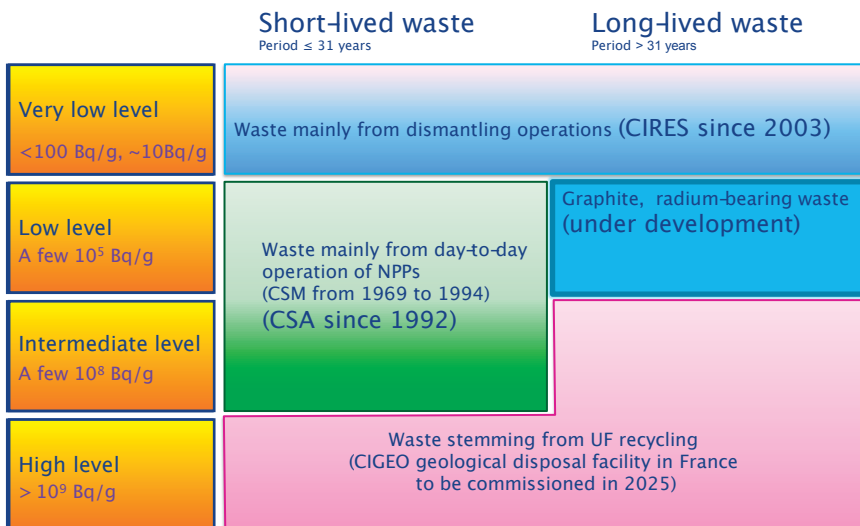 Short-lived waste
Period ≤ 31 years
Long-lived waste
Period > 31 years
Very low level
<100 Bq/g, ~10Bq/g
Waste mainly from dismantling operations (CIRES since 2003)
Low level
A few 10⁵ Bq/g
Waste mainly from day-to-day
operation of NPPs
(CSM from 1969 to 1994)
(CSA since 1992)
Graphite, radium-bearing waste
(under development)
Intermediate level
A few 10⁸ Bq/g
High level
> 10⁹ Bq/g
Waste stemming from UF recycling
(CIGEO geological disposal facility in France
to be commissioned in 2025)